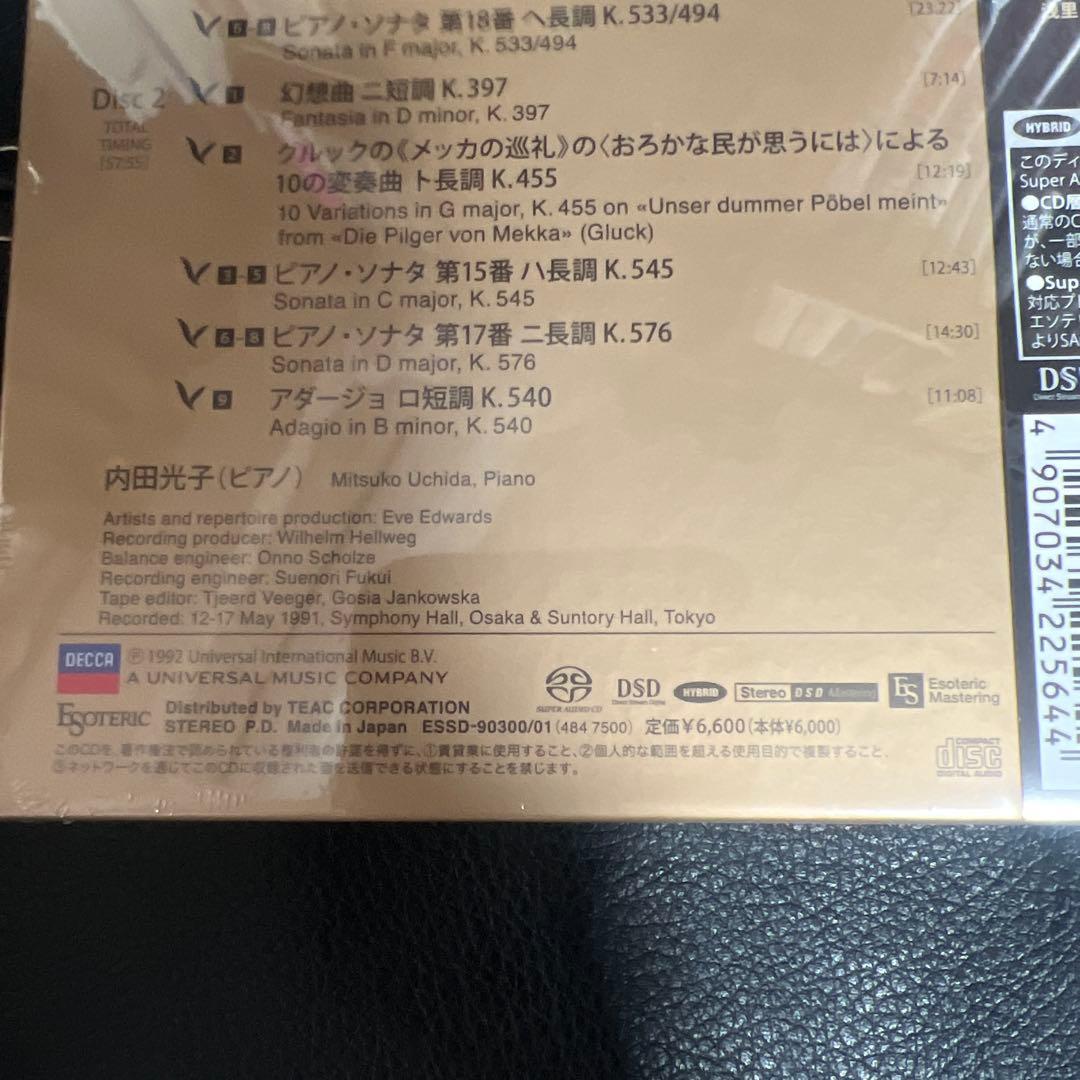 6-8 ピアノ・ソナタ 第18番 ヘ長調 K.533/494 [23:22]
Sonata in F major, K. 533/494
Disc 2
TOTAL
TIMING
[57:55]
1 幻想曲 ニ短調 K.397 [7:14]
Fantasia in D minor, K. 397
2 グルックの《メッカの巡礼》の〈おろかな民が思うには〉による
10の変奏曲 ト長調 K.455 [12:19]
10 Variations in G major, K. 455 on «Unser dummer Pöbel meint»
from «Die Pilger von Mekka» (Gluck)
3-5 ピアノ・ソナタ 第15番 ハ長調 K.545 [12:43]
Sonata in C major, K. 545
6-8 ピアノ・ソナタ 第17番 ニ長調 K.576 [14:30]
Sonata in D major, K. 576
9 アダージョ ロ短調 K.540 [11:08]
Adagio in B minor, K. 540
内田光子(ピアノ) Mitsuko Uchida, Piano
Artists and repertoire production: Eve Edwards
Recording producer: Wilhelm Hellweg
Balance engineer: Onno Scholze
Recording engineer: Suenori Fukui
Tape editor: Tjeerd Veeger, Gosia Jankowska
Recorded: 12-17 May 1991, Symphony Hall, Osaka & Suntory Hall, Tokyo
DECCA
℗ 1992 Universal International Music B.V.
A UNIVERSAL MUSIC COMPANY
SUPER AUDIO CD
DSD
Direct Stream Digital
HYBRID
Stereo DSD Mastering
ES Esoteric
Mastering
ESOTERIC
Distributed by TEAC CORPORATION
STEREO P.D. Made in Japan ESSD-90300/01 (484 7500) 定価¥6,600(本体¥6,000)
このCDを、著作権法で認められている権利者の許諾を得ずに、①賃貸業に使用すること、②個人的な範囲を超える使用目的で複製すること、
③ネットワークを通じてこのCDに収録された音を送信できる状態にすることを禁じます。
COMPACT
disc
DIGITAL AUDIO
浅里
HYBRID
このディ
Super A
●CD層
通常のC
が、一部
ない場合
●Sup
対応プ
エソテ
よりSA
DS
4 907034 225644